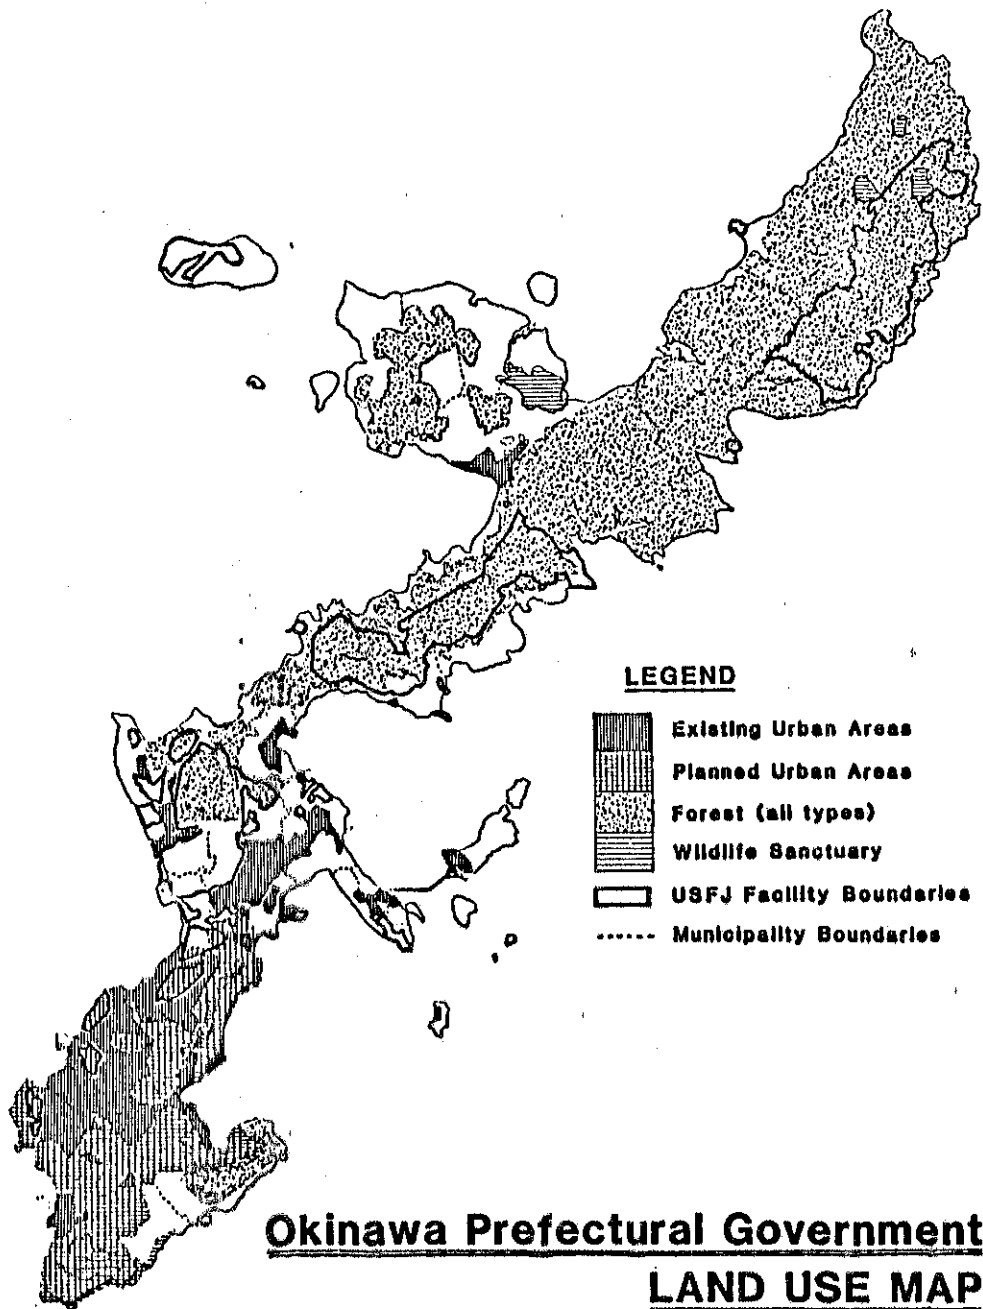 LEGEND
Existing Urban Areas
Planned Urban Areas
Forest (all types)
Wildlife Sanctuary
USFJ Facility Boundaries
Municipality Boundaries
Okinawa Prefectural Government
LAND USE MAP